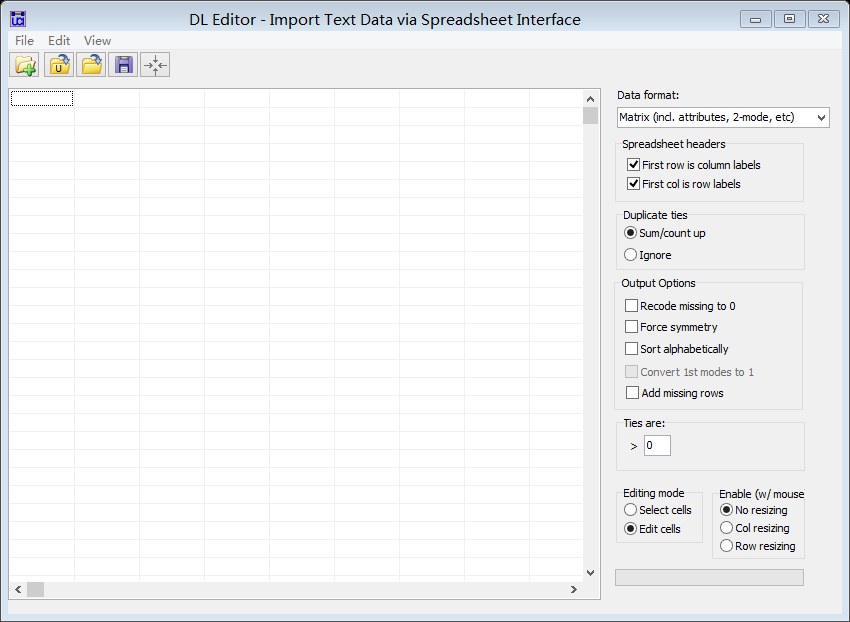 DL Editor - Import Text Data via Spreadsheet Interface
File Edit View
Data format:
Matrix (incl. attributes, 2-mode, etc)
Spreadsheet headers
First row is column labels
First col is row labels
Duplicate ties
Sum/count up
Ignore
Output Options
Recode missing to 0
Force symmetry
Sort alphabetically
Convert 1st modes to 1
Add missing rows
Ties are:
> 0
Editing mode
Select cells
Edit cells
Enable (w/ mouse
No resizing
Col resizing
Row resizing